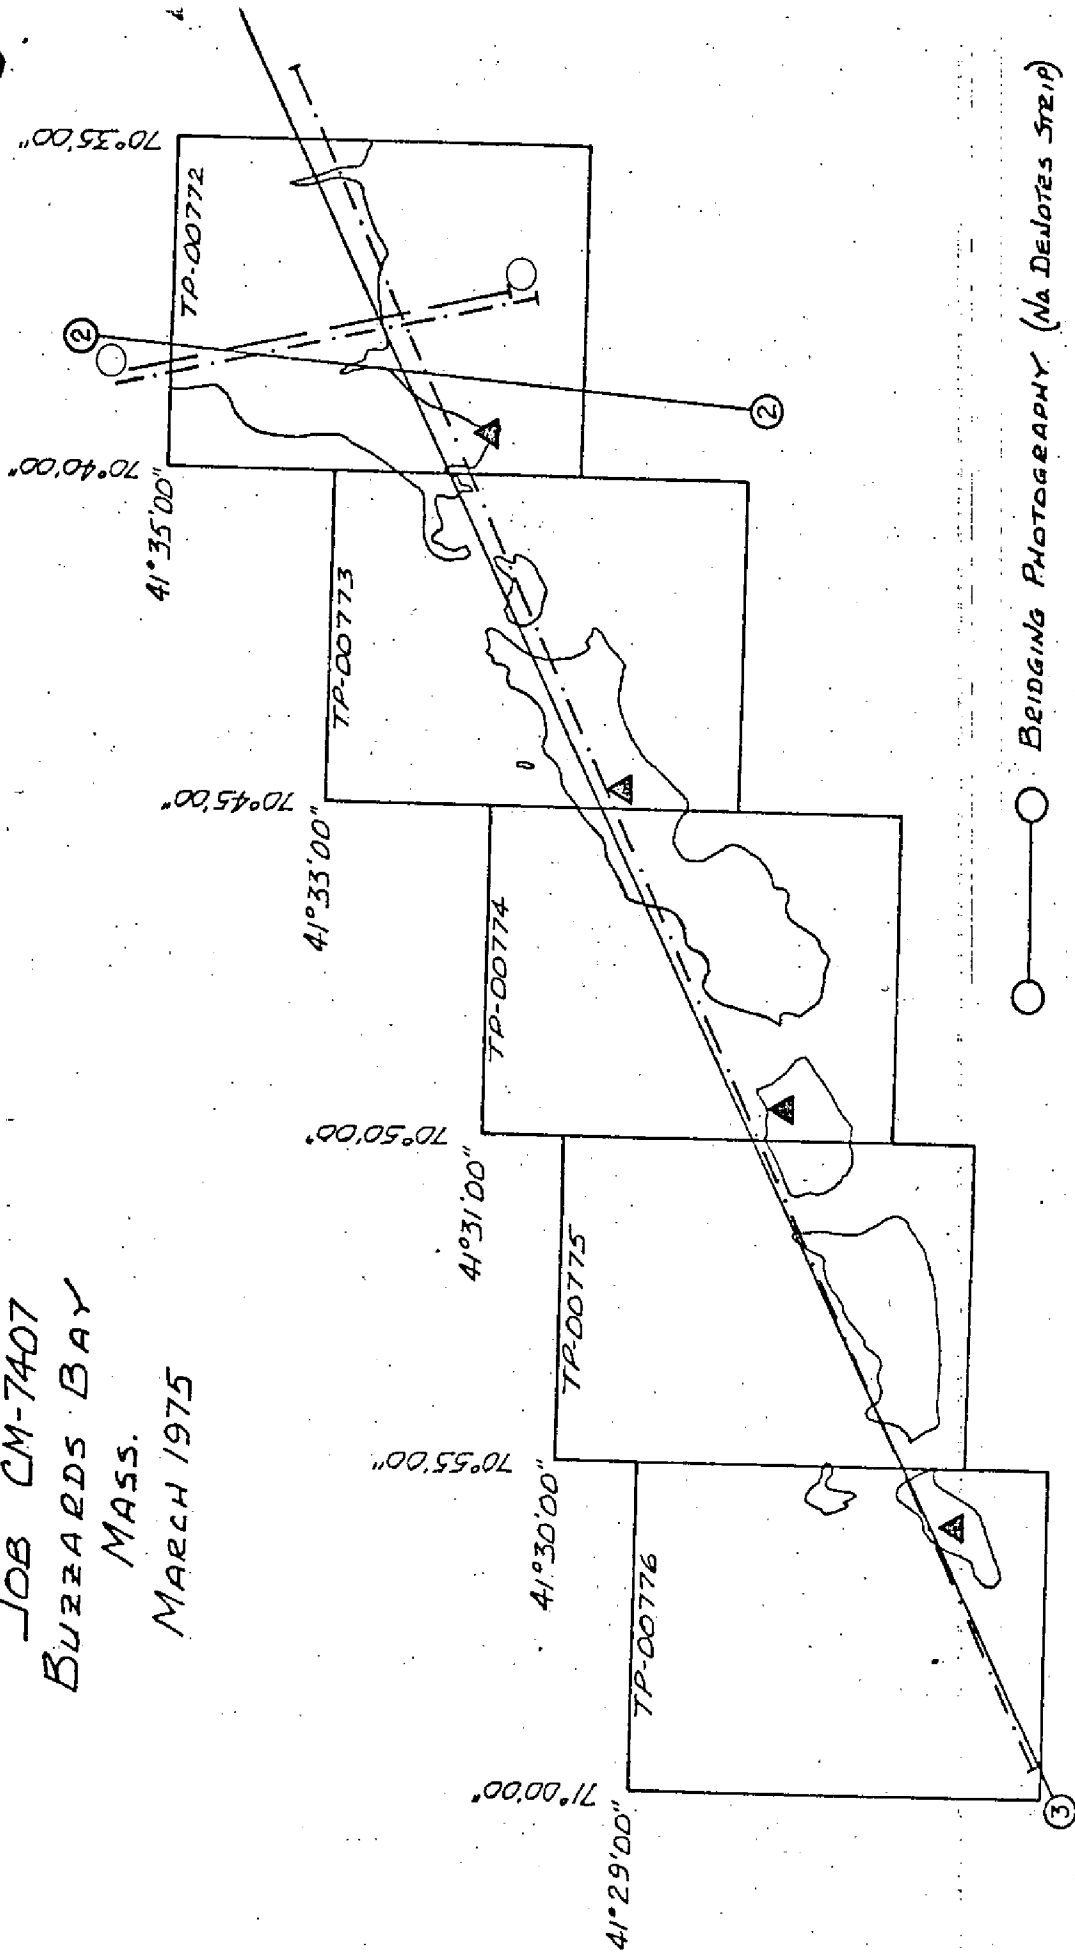 JOB CM-7407
BUZZARDS BAY
MASS.
MARCH 1975
70°35'00"
TP-00772
②
②
70°40'00"
41°35'00"
TP-00773
70°45'00"
41°33'00"
TP-00774
70°50'00"
41°31'00"
TP-00775
70°55'00"
41°30'00"
TP-00776
71°00'00"
41°29'00"
③
BRIDGING PHOTOGRAPHY (No. DENOTES STRIP)